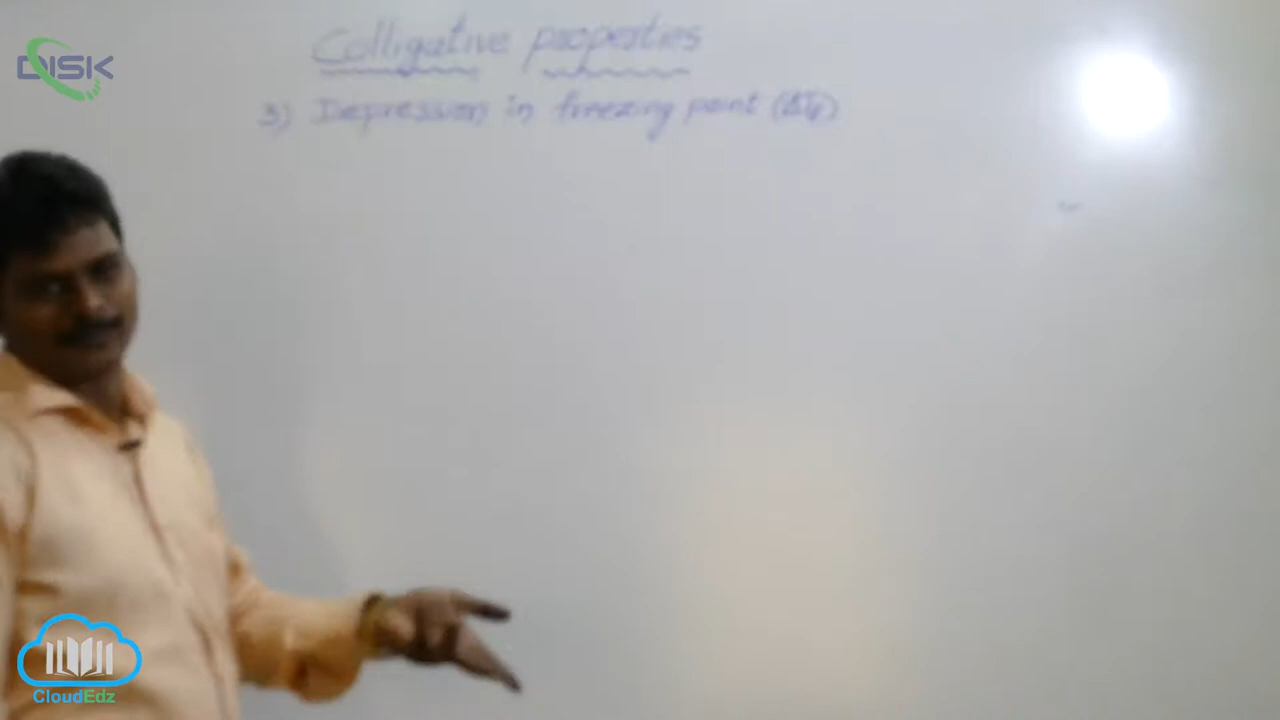 DISK
Colligative properties
3) Depression in freezing point (ΔTf)
CloudEdz